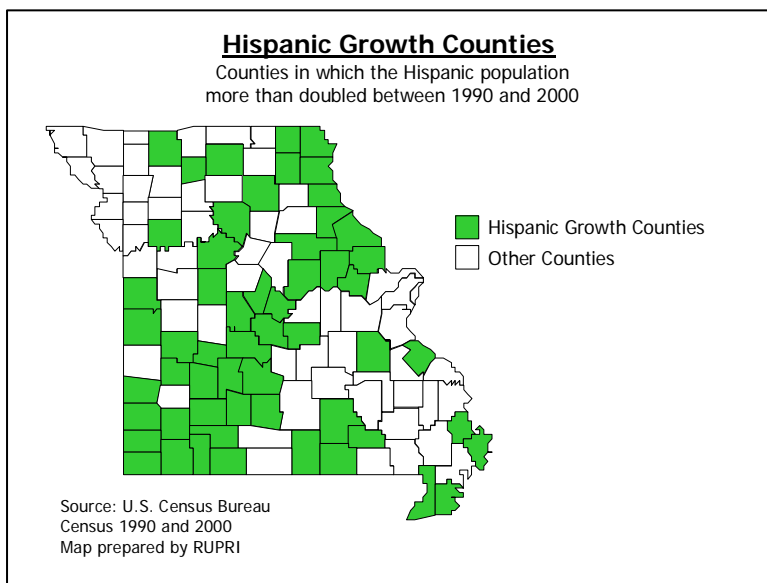 Hispanic Growth Counties
Counties in which the Hispanic population
more than doubled between 1990 and 2000
Hispanic Growth Counties
Other Counties
Source: U.S. Census Bureau
Census 1990 and 2000
Map prepared by RUPRI